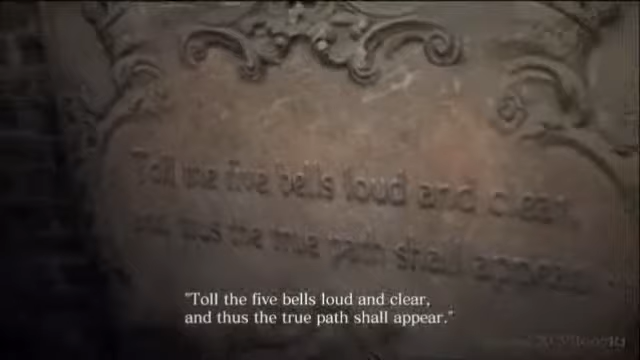 Toll the five bells loud and clear,
and thus the true path shall appear.
"Toll the five bells loud and clear,
and thus the true path shall appear."